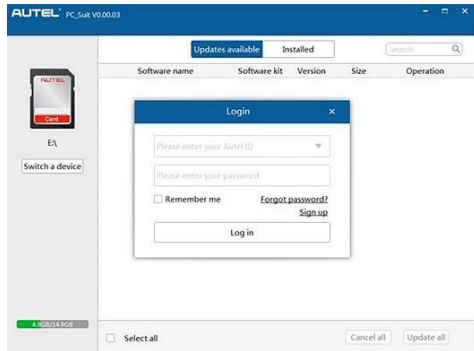 AUTEL PC_Suit V0.00.03
Updates available Installed
search
Software name Software kit Version Size Operation
AUTEL
Card
E:\
Switch a device
Login
Please enter your Autel ID
Please enter your password
Remember me Forgot password?
Sign up
Log in
4.9GB/14.9GB
Select all Cancel all Update all